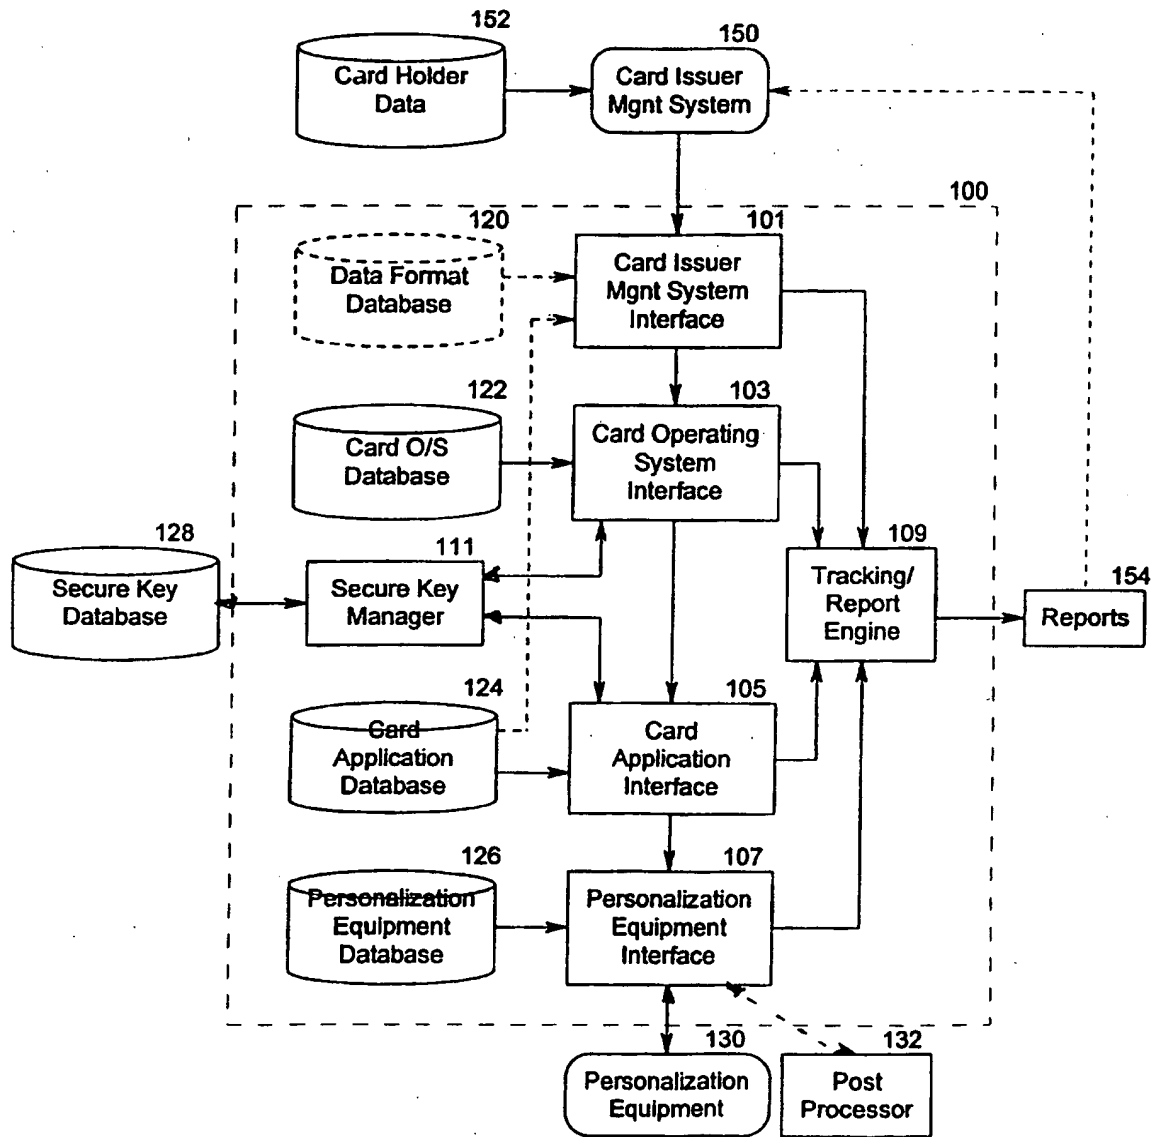 152
Card Holder
Data
150
Card Issuer
Mgnt System
100
120
Data Format
Database
101
Card Issuer
Mgnt System
Interface
122
Card O/S
Database
103
Card Operating
System
Interface
128
Secure Key
Database
111
Secure Key
Manager
109
Tracking/
Report
Engine
154
Reports
124
Card
Application
Database
105
Card
Application
Interface
126
Personalization
Equipment
Database
107
Personalization
Equipment
Interface
130
Personalization
Equipment
132
Post
Processor